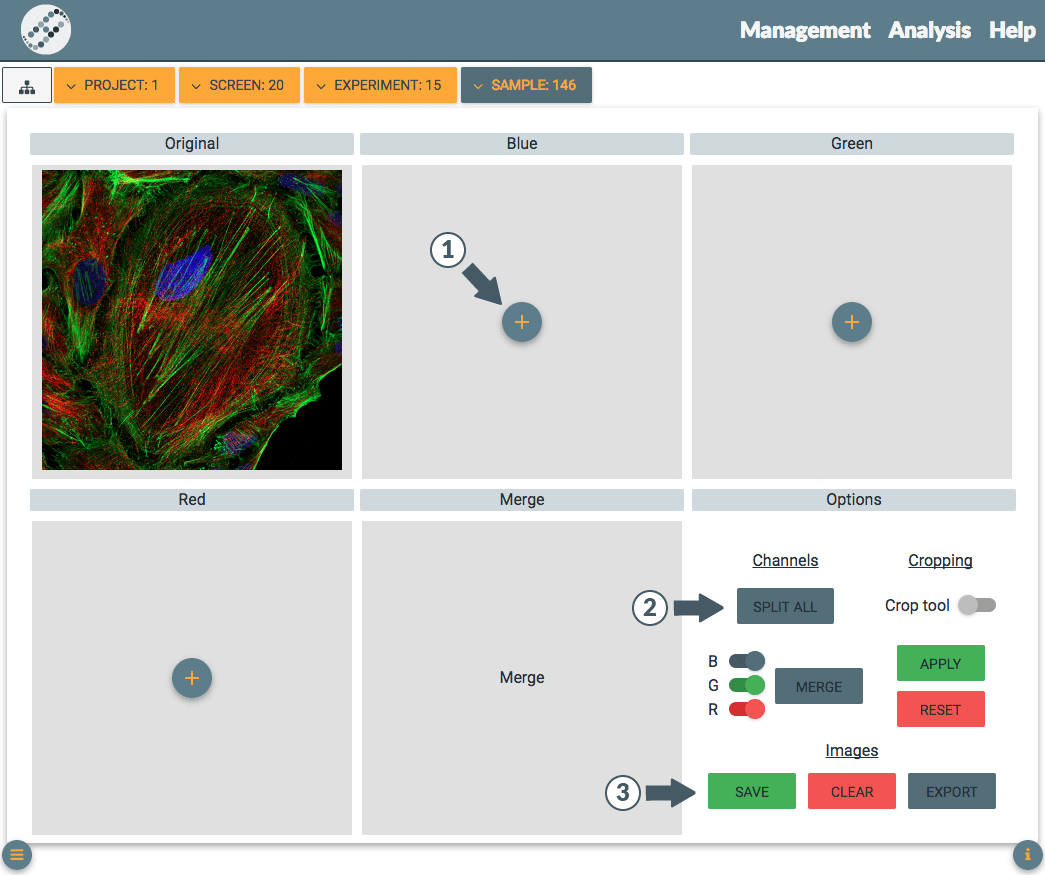 Management Analysis Help
PROJECT: 1 SCREEN: 20 EXPERIMENT: 15 SAMPLE: 146
Original Blue Green
1
Red Merge Options
Channels Cropping
2 SPLIT ALL Crop tool
B
G
R
MERGE
APPLY
RESET
Merge
Images
3 SAVE CLEAR EXPORT
i